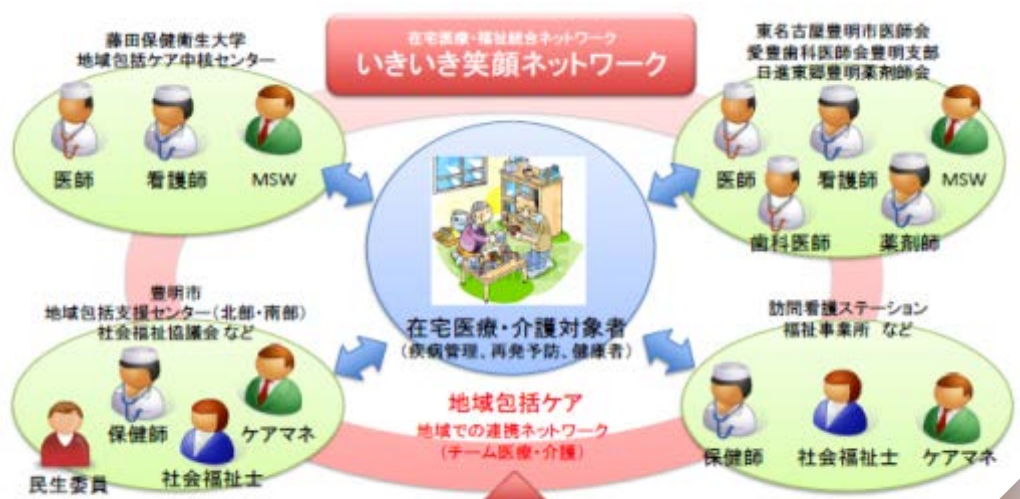 藤田保健衛生大学
地域包括ケア中核センター
医師
看護師
MSW
在宅医療・福祉統合ネットワーク
いきいき笑顔ネットワーク
東名古屋豊明市医師会
愛豊歯科医師会豊明支部
日進東郷豊明薬剤師会
医師
看護師
MSW
歯科医師
薬剤師
在宅医療・介護対象者
(疾病管理、再発予防、健康者)
豊明市
地域包括支援センター(北部・南部)
社会福祉協議会 など
保健師
ケアマネ
社会福祉士
民生委員
地域包括ケア
地域での連携ネットワーク
(チーム医療・介護)
訪問看護ステーション
福祉事業所 など
保健師
社会福祉士
ケアマネ